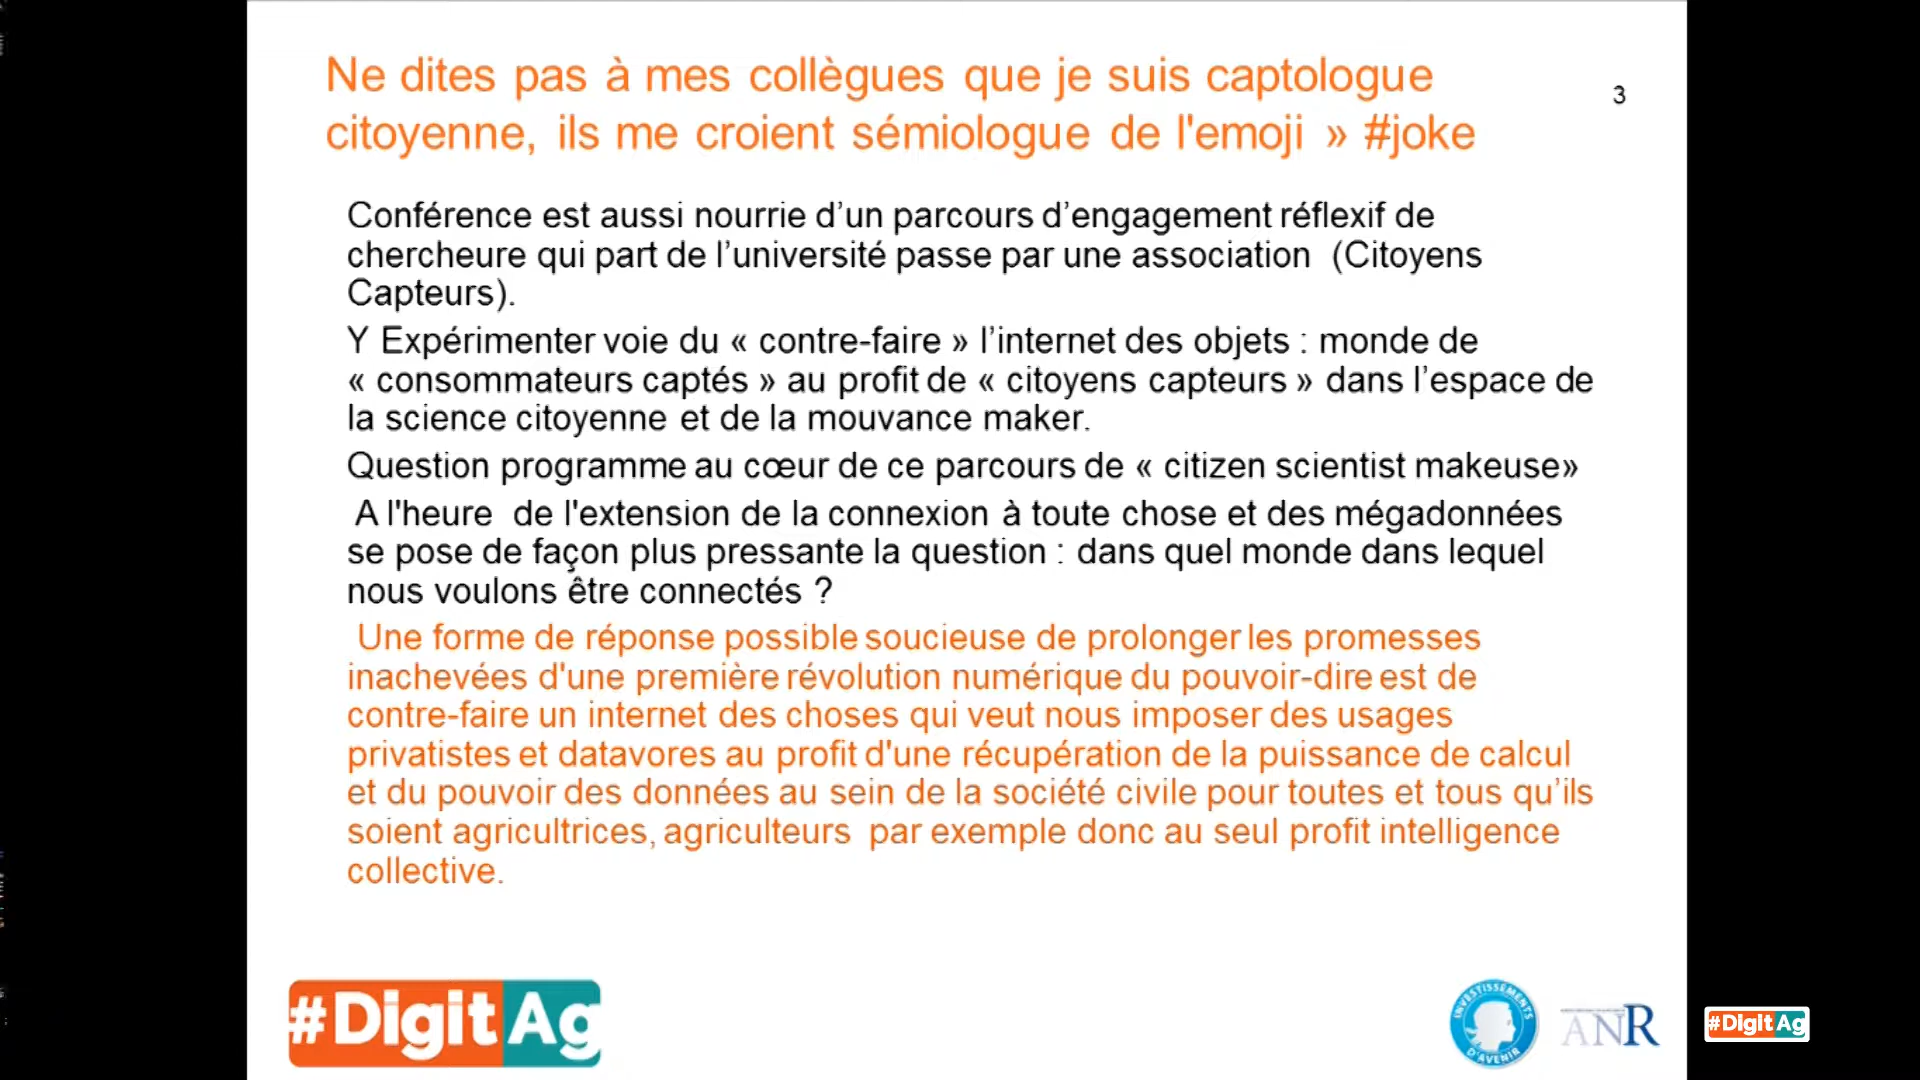 Ne dites pas à mes collègues que je suis captologue
citoyenne, ils me croient sémiologue de l'emoji » #joke
3
Conférence est aussi nourrie d’un parcours d’engagement réflexif de
chercheure qui part de l’université passe par une association (Citoyens
Capteurs).
Y Expérimenter voie du « contre-faire » l’internet des objets : monde de
« consommateurs captés » au profit de « citoyens capteurs » dans l’espace de
la science citoyenne et de la mouvance maker.
Question programme au cœur de ce parcours de « citizen scientist makeuse»
A l'heure de l'extension de la connexion à toute chose et des mégadonnées
se pose de façon plus pressante la question : dans quel monde dans lequel
nous voulons être connectés ?
Une forme de réponse possible soucieuse de prolonger les promesses
inachevées d'une première révolution numérique du pouvoir-dire est de
contre-faire un internet des choses qui veut nous imposer des usages
privatistes et datavores au profit d'une récupération de la puissance de calcul
et du pouvoir des données au sein de la société civile pour toutes et tous qu’ils
soient agricultrices, agriculteurs par exemple donc au seul profit intelligence
collective.
#DigitAg
INVESTISSEMENTS D'AVENIR
ANR
#DigitAg